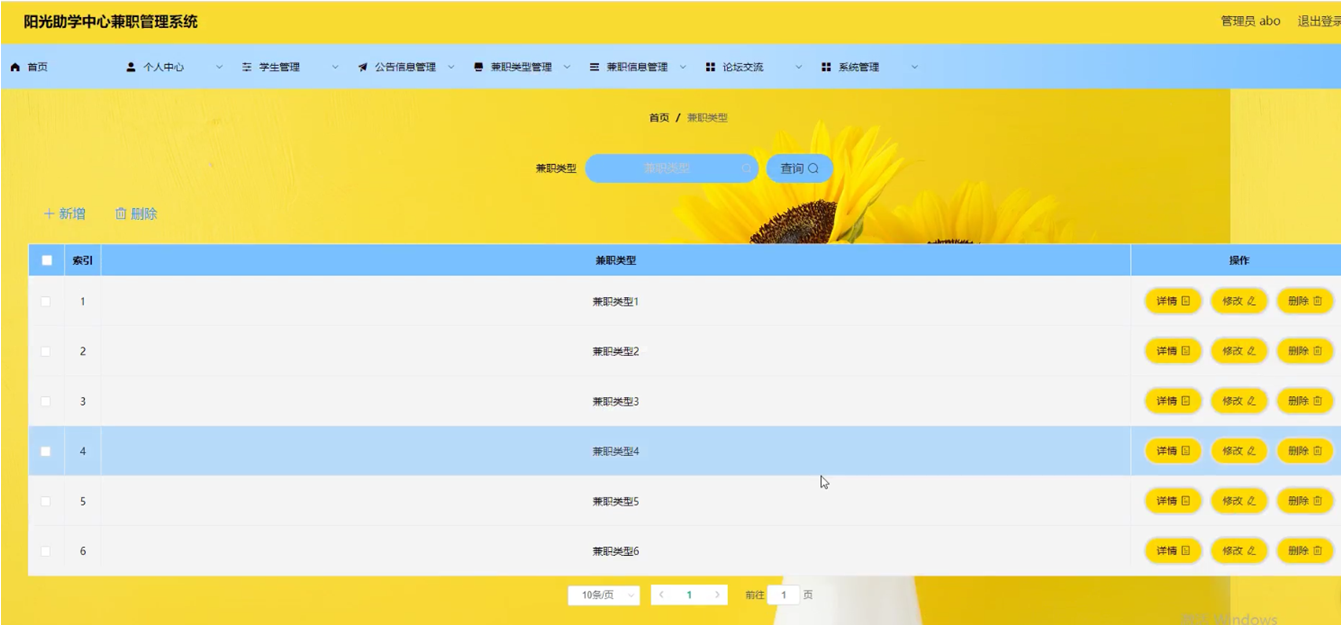 阳光助学中心兼职管理系统 管理员 abo 退出登录
首页 个人中心 学生管理 公告信息管理 兼职类型管理 兼职信息管理 论坛交流 系统管理
首页 / 兼职类型
兼职类型 兼职类型 查询
新增 删除
索引 兼职类型 操作
1 兼职类型1 详情 修改 删除
2 兼职类型2 详情 修改 删除
3 兼职类型3 详情 修改 删除
4 兼职类型4 详情 修改 删除
5 兼职类型5 详情 修改 删除
6 兼职类型6 详情 修改 删除
10条/页 1 前往 1 页
激活 Windows